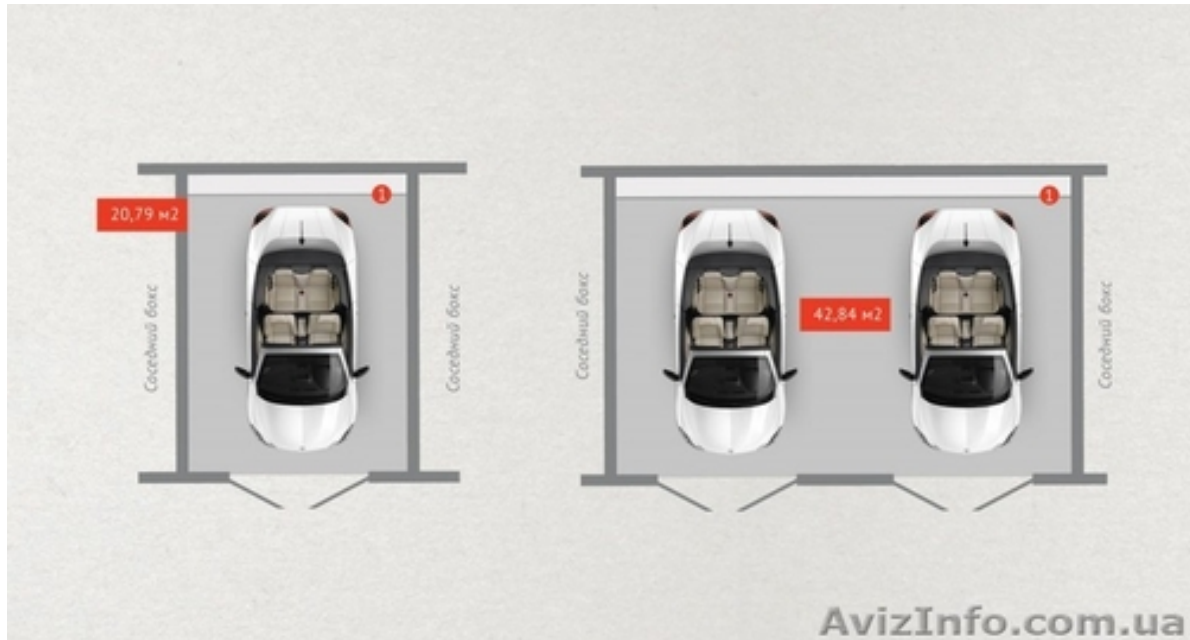 1
20,79 м2
Соседний бокс
Соседний бокс
1
42,84 м2
Соседний бокс
Соседний бокс
AvizInfo.com.ua